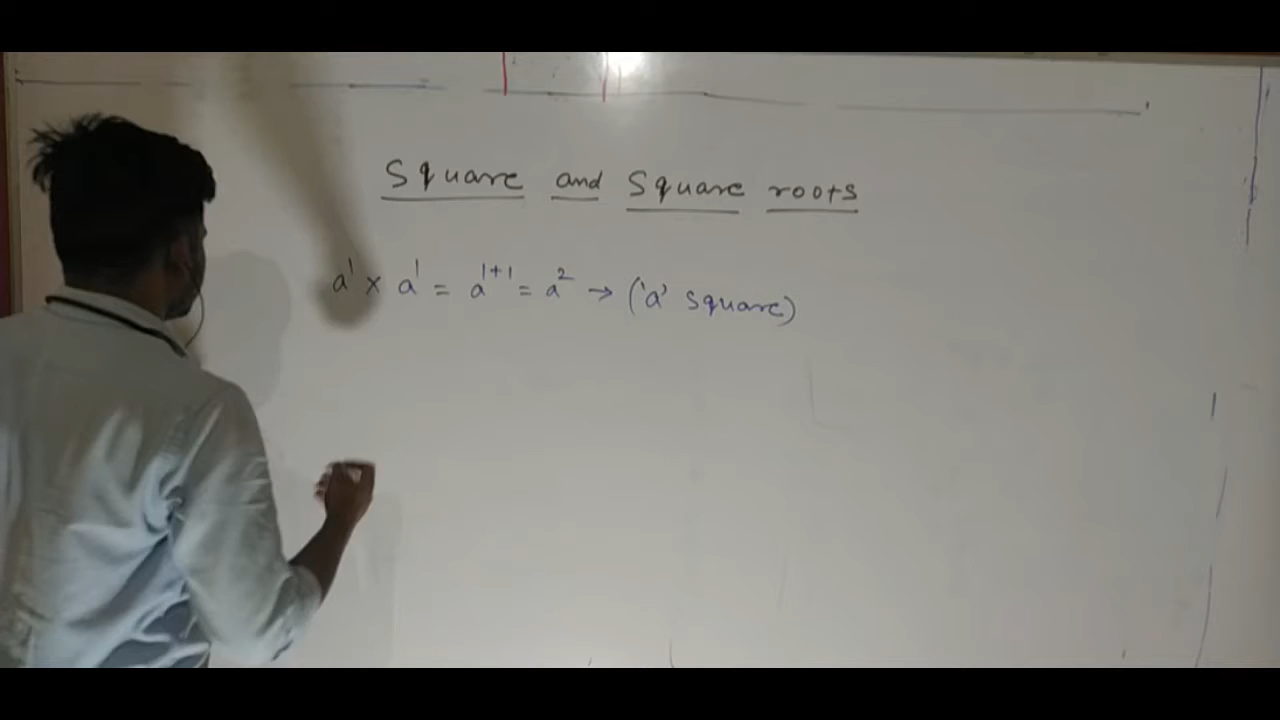 Square and Square roots
a¹ × a¹ = a¹⁺¹ = a² → ('a' square)